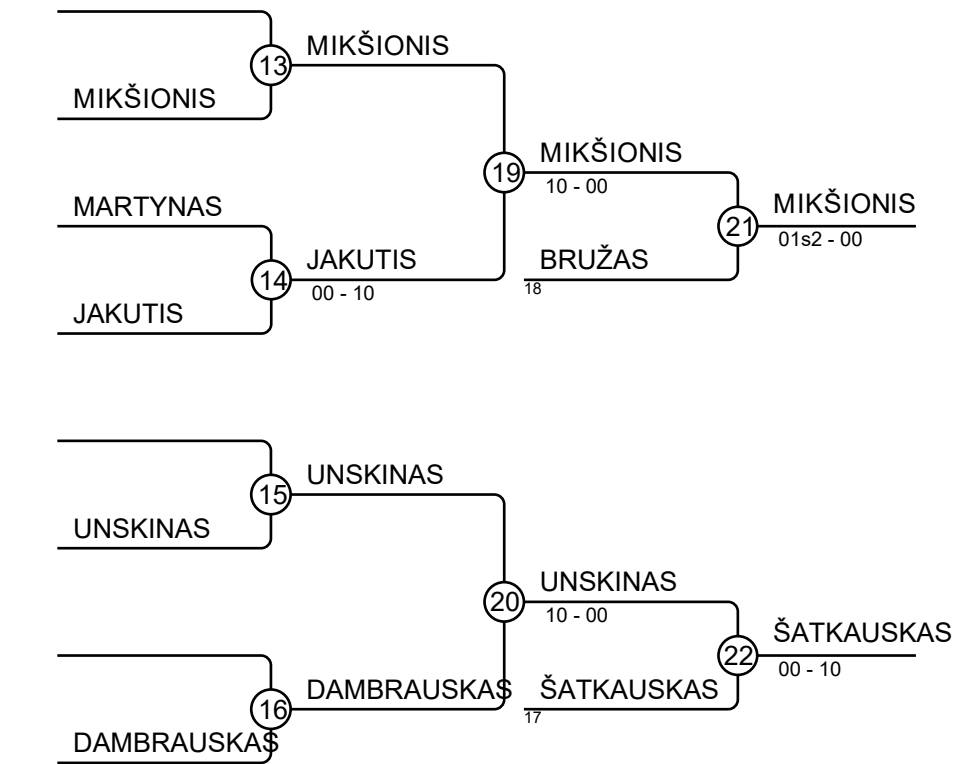 MIKŠIONIS
13
MIKŠIONIS
MIKŠIONIS
19
10 - 00
MARTYNAS
MIKŠIONIS
21
01s2 - 00
14
JAKUTIS
00 - 10
BRUŽAS
18
JAKUTIS
UNSKINAS
15
UNSKINAS
UNSKINAS
20
10 - 00
ŠATKAUSKAS
22
00 - 10
DAMBRAUSKAS
16
ŠATKAUSKAS
17
DAMBRAUSKAS